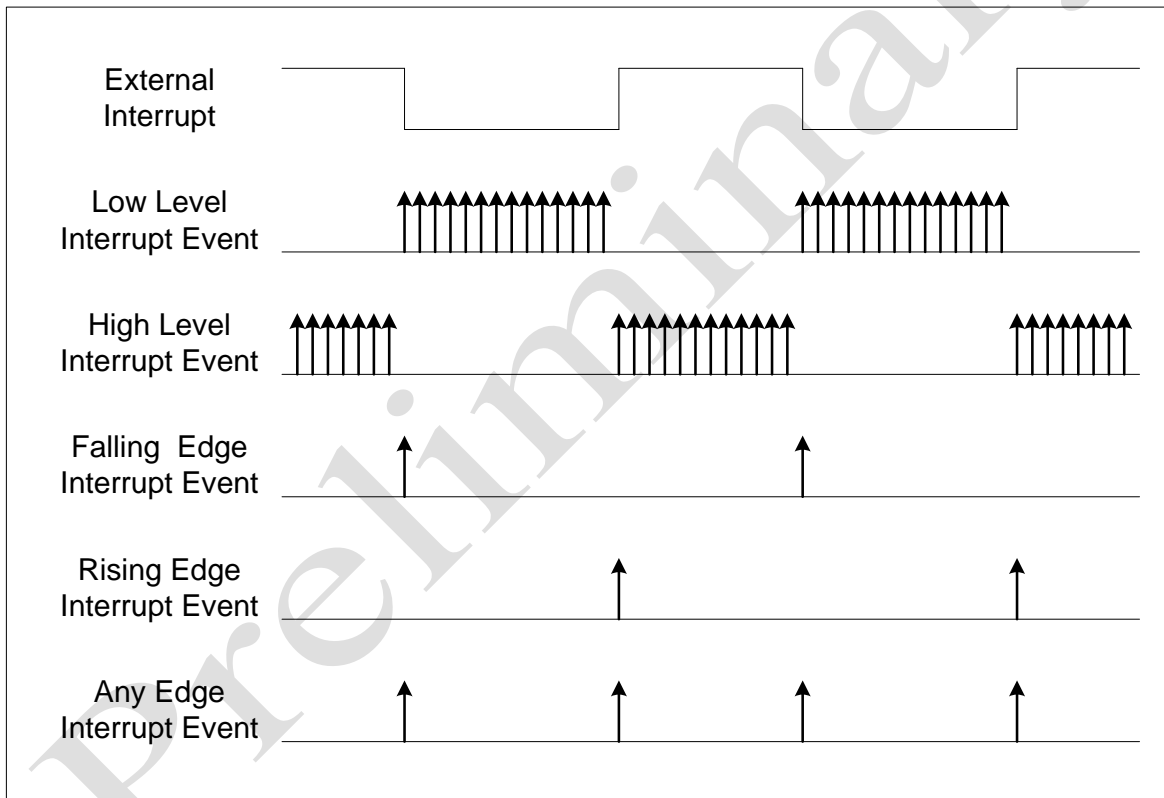 External
Interrupt
Low Level
Interrupt Event
High Level
Interrupt Event
Falling Edge
Interrupt Event
Rising Edge
Interrupt Event
Any Edge
Interrupt Event
Preliminary